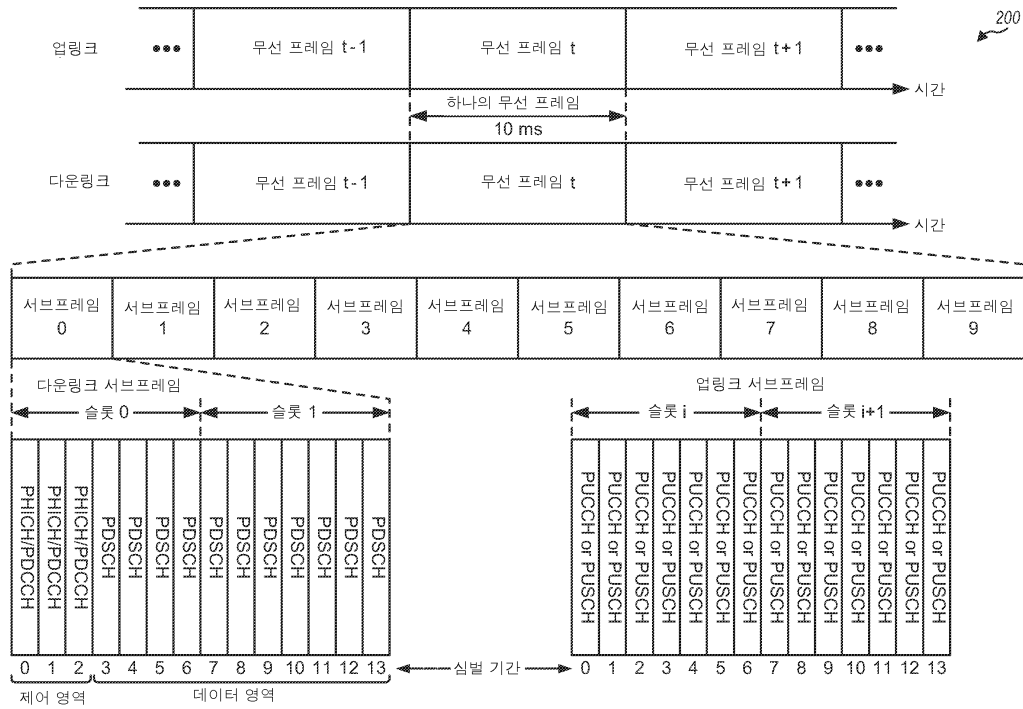 200
업링크
무선 프레임 t-1
무선 프레임 t
무선 프레임 t+1
시간
하나의 무선 프레임
10 ms
다운링크
무선 프레임 t-1
무선 프레임 t
무선 프레임 t+1
시간
서브프레임 0
서브프레임 1
서브프레임 2
서브프레임 3
서브프레임 4
서브프레임 5
서브프레임 6
서브프레임 7
서브프레임 8
서브프레임 9
다운링크 서브프레임
슬롯 0
슬롯 1
PHICH/PDCCH
PHICH/PDCCH
PHICH/PDCCH
PDSCH
PDSCH
PDSCH
PDSCH
PDSCH
PDSCH
PDSCH
PDSCH
PDSCH
PDSCH
PDSCH
0 1 2 3 4 5 6 7 8 9 10 11 12 13
제어 영역
데이터 영역
심벌 기간
업링크 서브프레임
슬롯 i
슬롯 i+1
PUCCH or PUSCH
PUCCH or PUSCH
PUCCH or PUSCH
PUCCH or PUSCH
PUCCH or PUSCH
PUCCH or PUSCH
PUCCH or PUSCH
PUCCH or PUSCH
PUCCH or PUSCH
PUCCH or PUSCH
PUCCH or PUSCH
PUCCH or PUSCH
PUCCH or PUSCH
PUCCH or PUSCH
0 1 2 3 4 5 6 7 8 9 10 11 12 13